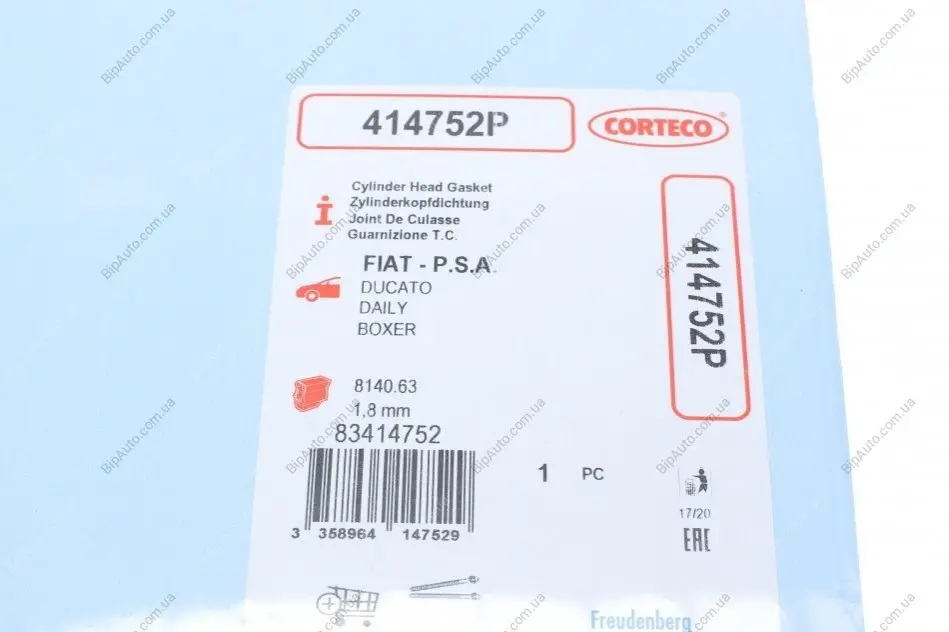 414752P
CORTECO
Cylinder Head Gasket
Zylinderkopfdichtung
Joint De Culasse
Guarnizione T.C.
FIAT - P.S.A.
DUCATO
DAILY
BOXER
414752P
8140.63
1,8 mm
83414752
1 PC
3 358964 147529
17/20
EAC
Freudenberg
BipAuto.com.ua